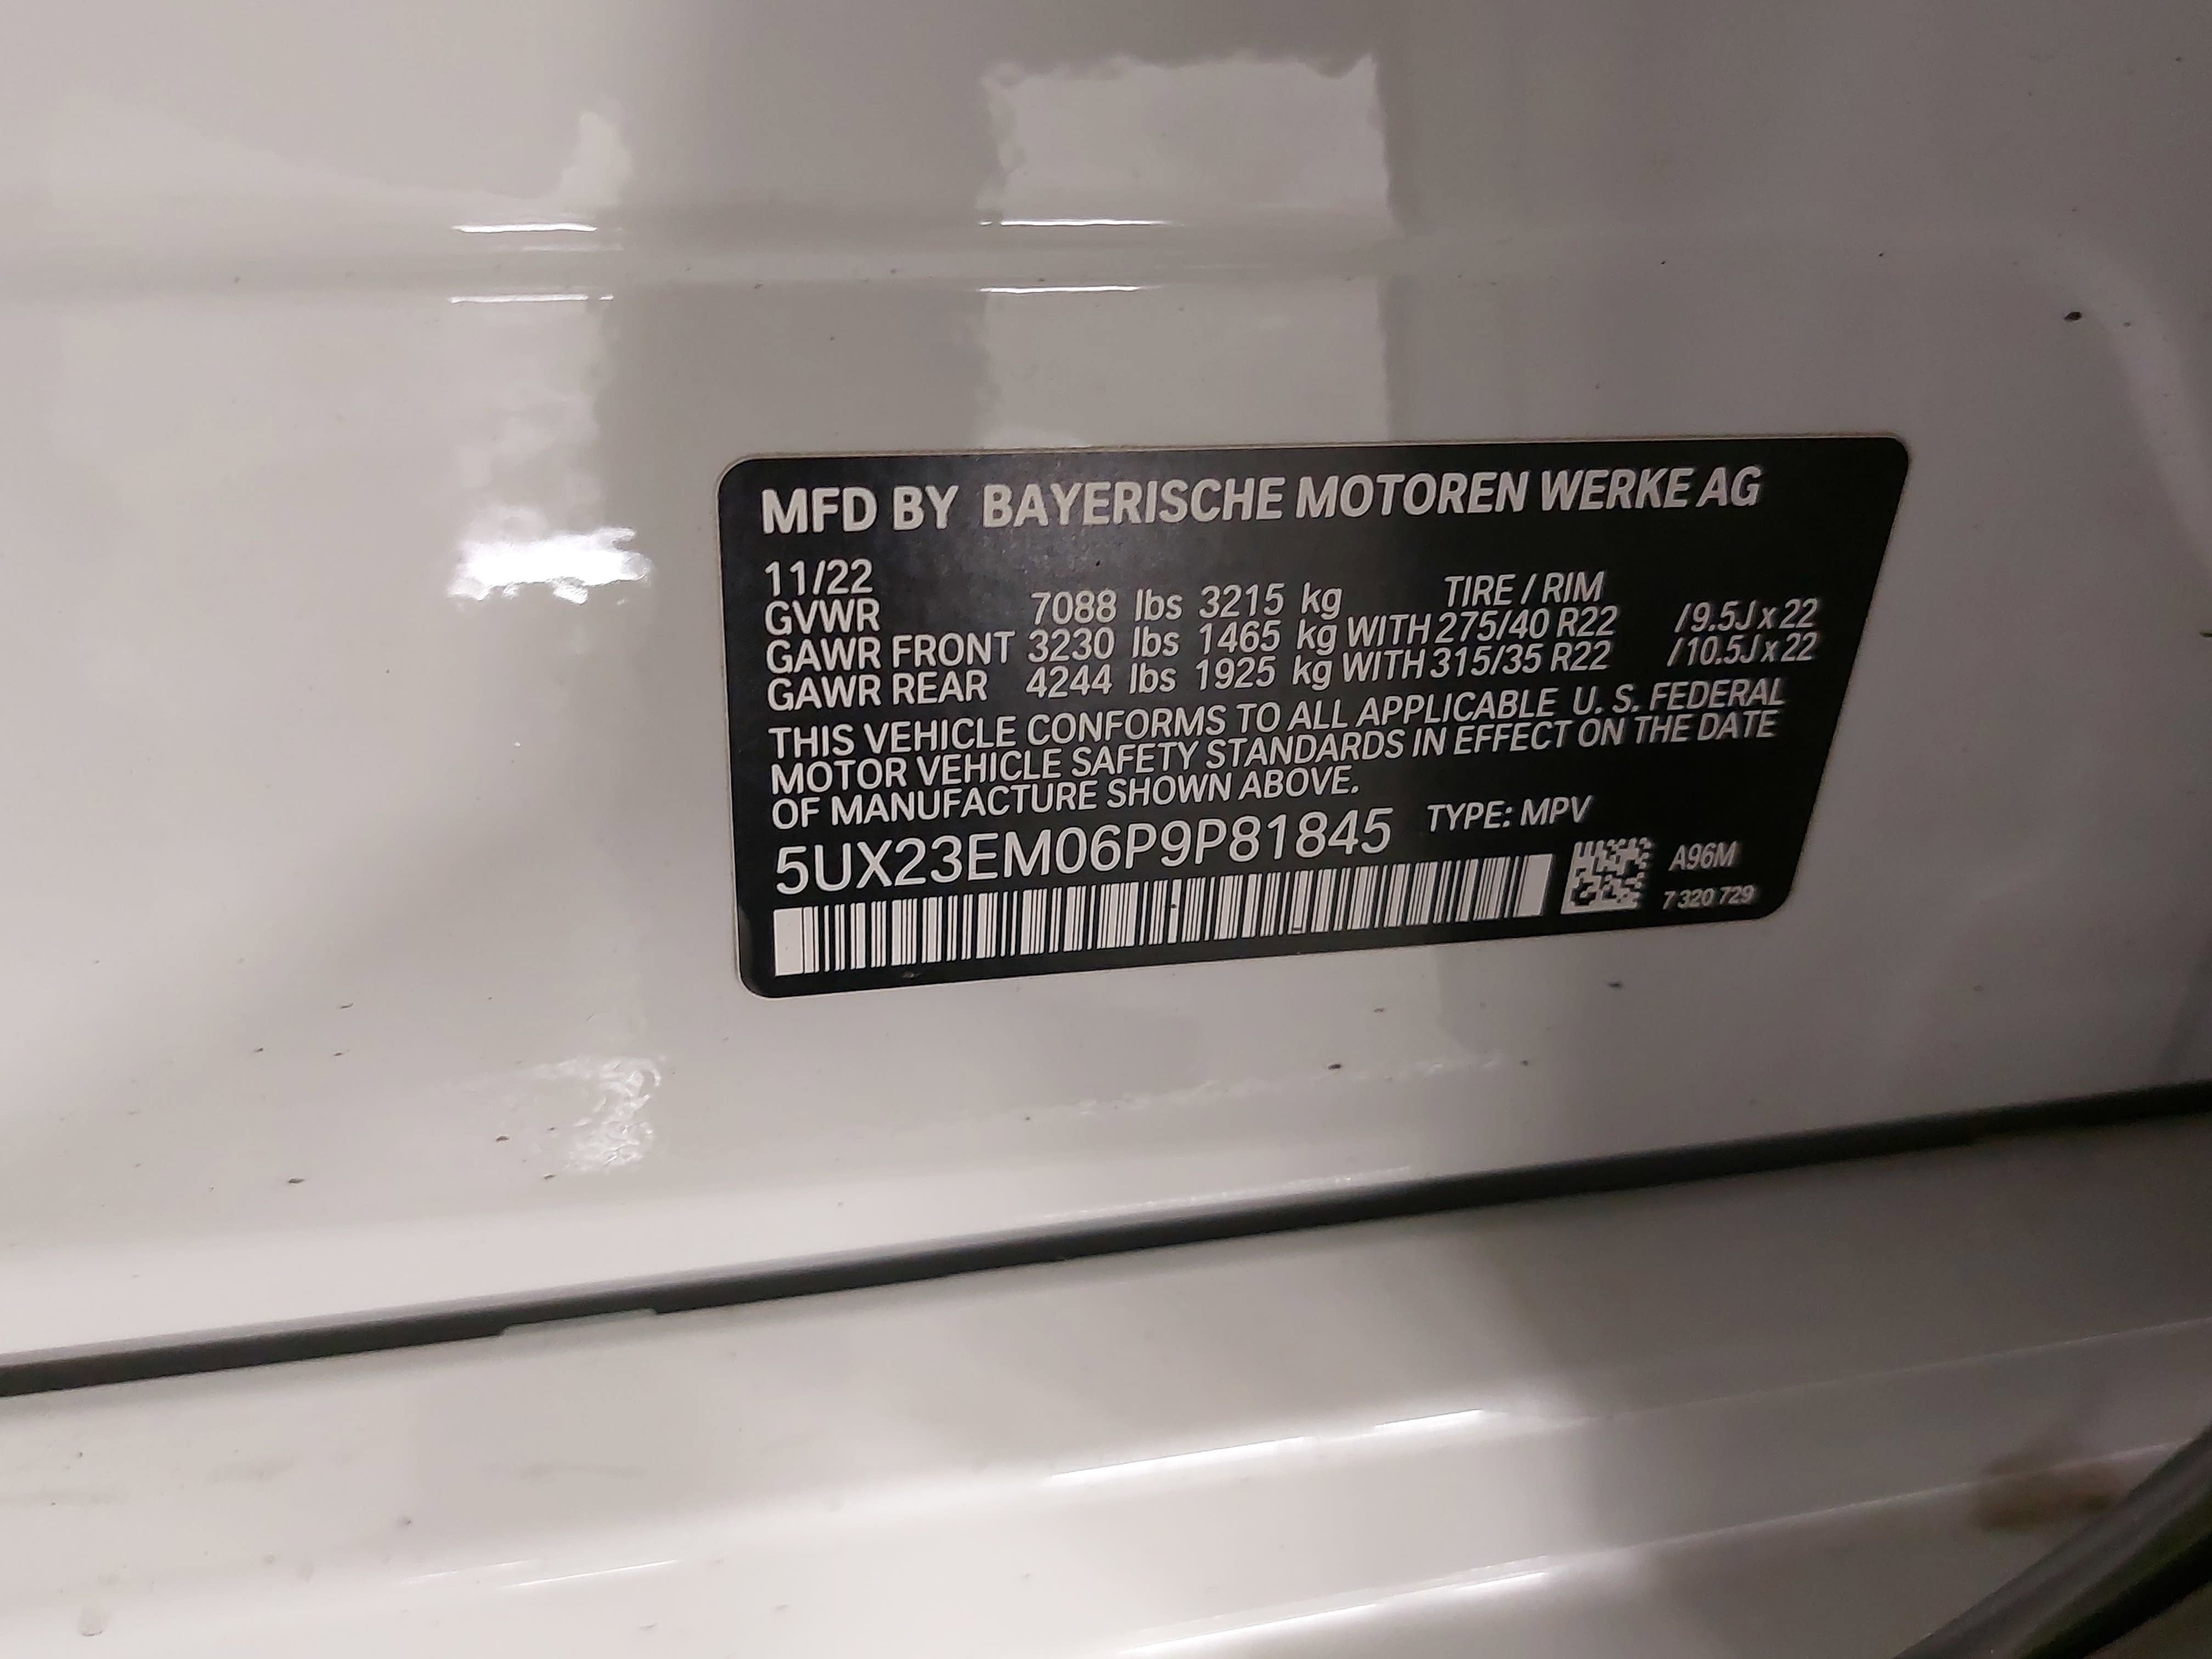 MFD BY BAYERISCHE MOTOREN WERKE AG
11/22
GVWR 7088 lbs 3215 kg TIRE / RIM
GAWR FRONT 3230 lbs 1465 kg WITH 275/40 R22 /9.5J x 22
GAWR REAR 4244 lbs 1925 kg WITH 315/35 R22 /10.5J x 22
THIS VEHICLE CONFORMS TO ALL APPLICABLE U. S. FEDERAL
MOTOR VEHICLE SAFETY STANDARDS IN EFFECT ON THE DATE
OF MANUFACTURE SHOWN ABOVE.
5UX23EM06P9P81845 TYPE: MPV
A96M
7 320 729